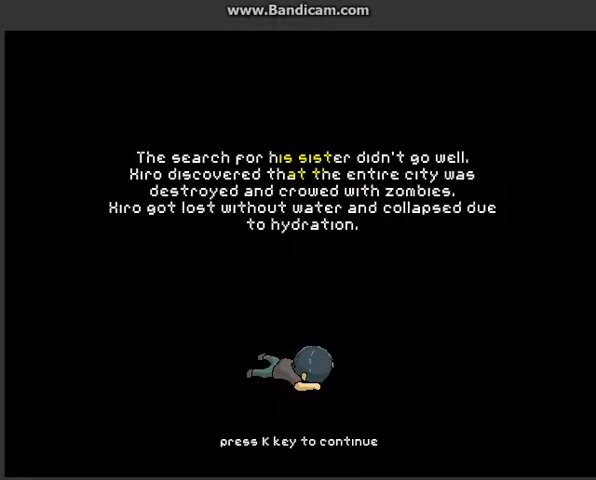 www.Bandicam.com
The search for his sister didn't go well.
Xiro discovered that the entire city was
destroyed and crowed with zombies.
Xiro got lost without water and collapsed due
to hydration.
press K key to continue